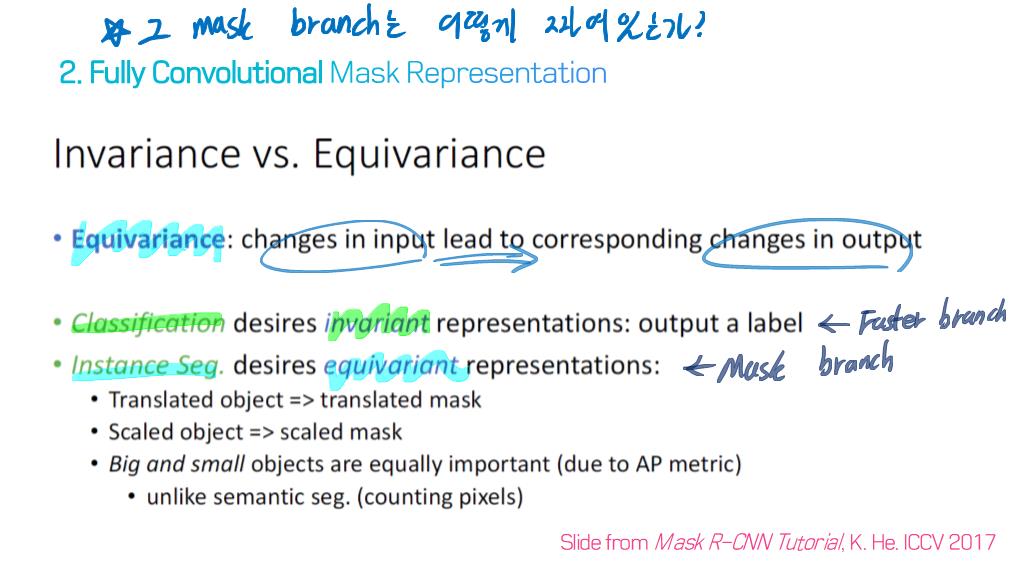 ☆ 그 mask branch는 어떻게 짜여있는가?
2. Fully Convolutional Mask Representation
Invariance vs. Equivariance
• Equivariance: changes in input lead to corresponding changes in output
• Classification desires invariant representations: output a label ← Faster branch
• Instance Seg. desires equivariant representations: ← Mask branch
• Translated object => translated mask
• Scaled object => scaled mask
• Big and small objects are equally important (due to AP metric)
• unlike semantic seg. (counting pixels)
Slide from Mask R-CNN Tutorial, K. He. ICCV 2017